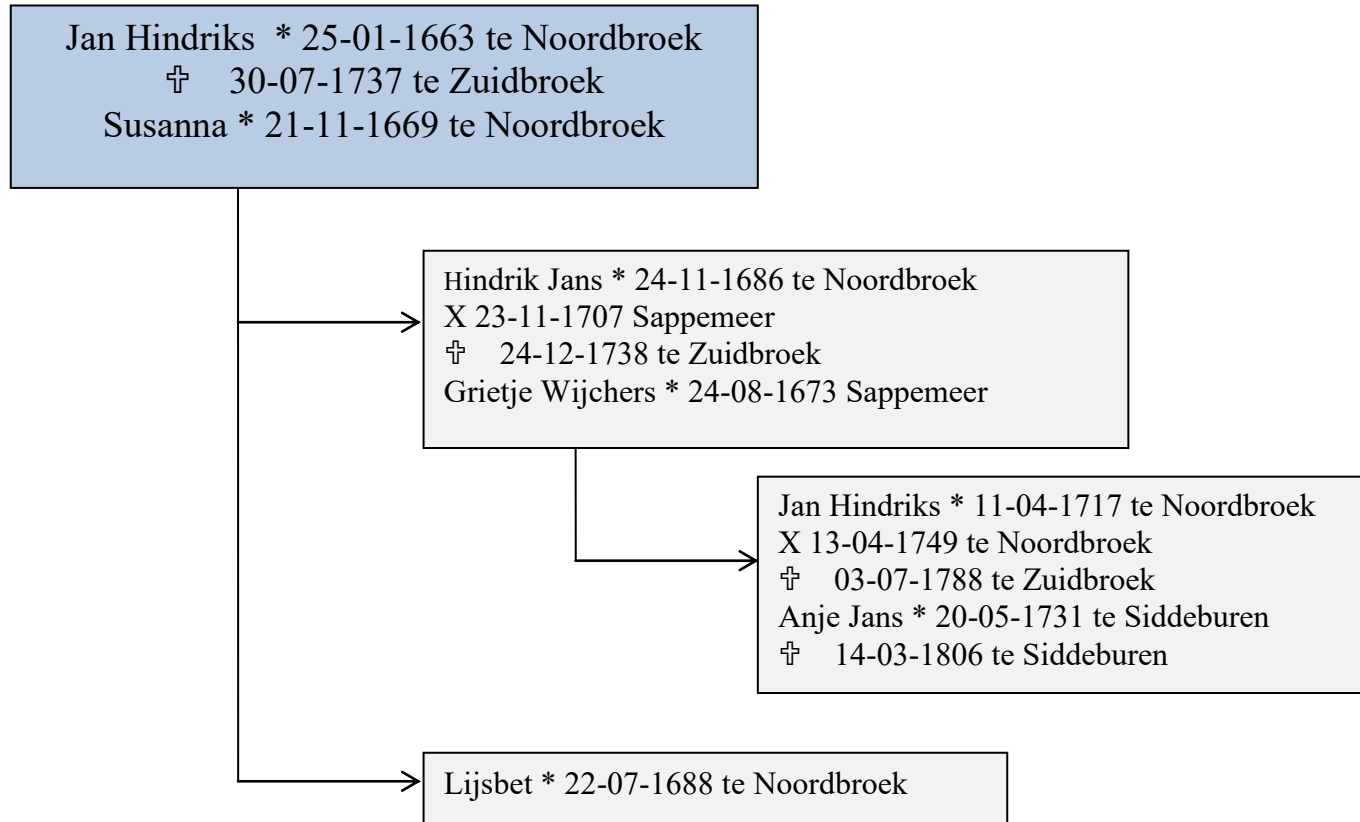 Jan Hindriks * 25-01-1663 te Noordbroek
✞ 30-07-1737 te Zuidbroek
Susanna * 21-11-1669 te Noordbroek
Hindrik Jans * 24-11-1686 te Noordbroek
X 23-11-1707 Sappemeer
✞ 24-12-1738 te Zuidbroek
Grietje Wijchers * 24-08-1673 Sappemeer
Jan Hindriks * 11-04-1717 te Noordbroek
X 13-04-1749 te Noordbroek
✞ 03-07-1788 te Zuidbroek
Anje Jans * 20-05-1731 te Siddeburen
✞ 14-03-1806 te Siddeburen
Lijsbet * 22-07-1688 te Noordbroek